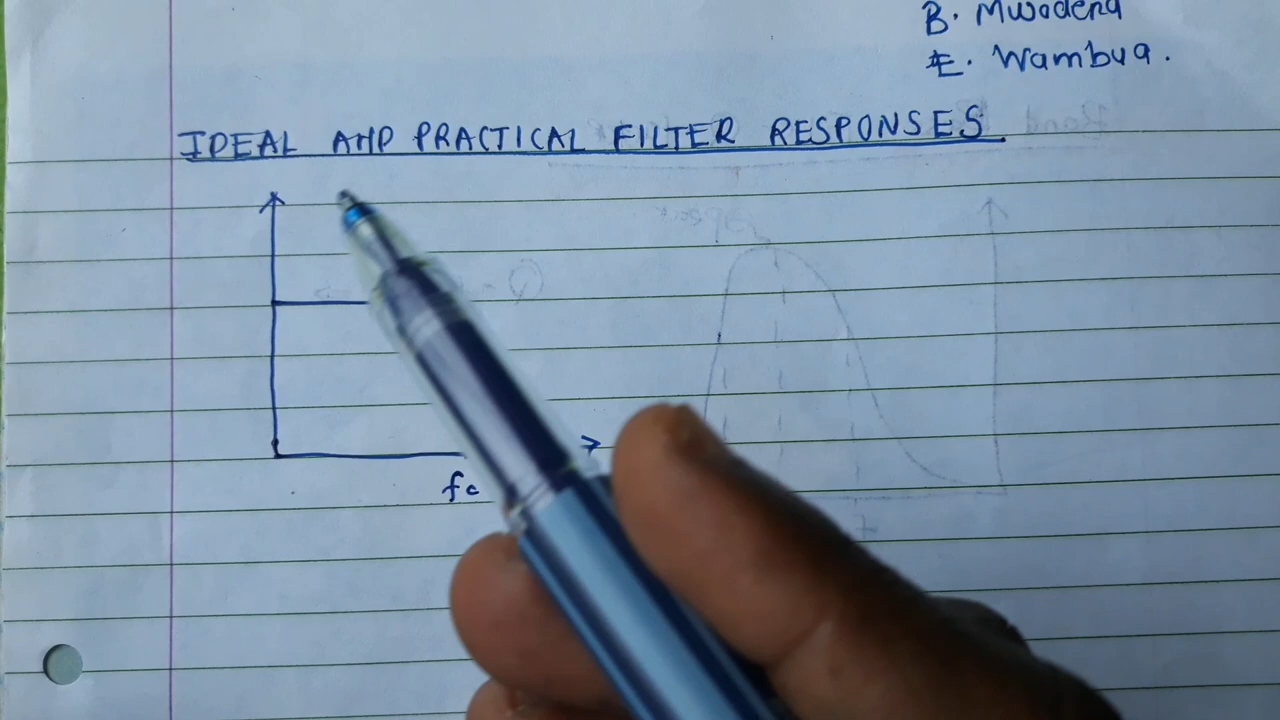 B. Mwadena
E. Wambua.
IDEAL AND PRACTICAL FILTER RESPONSES
fc